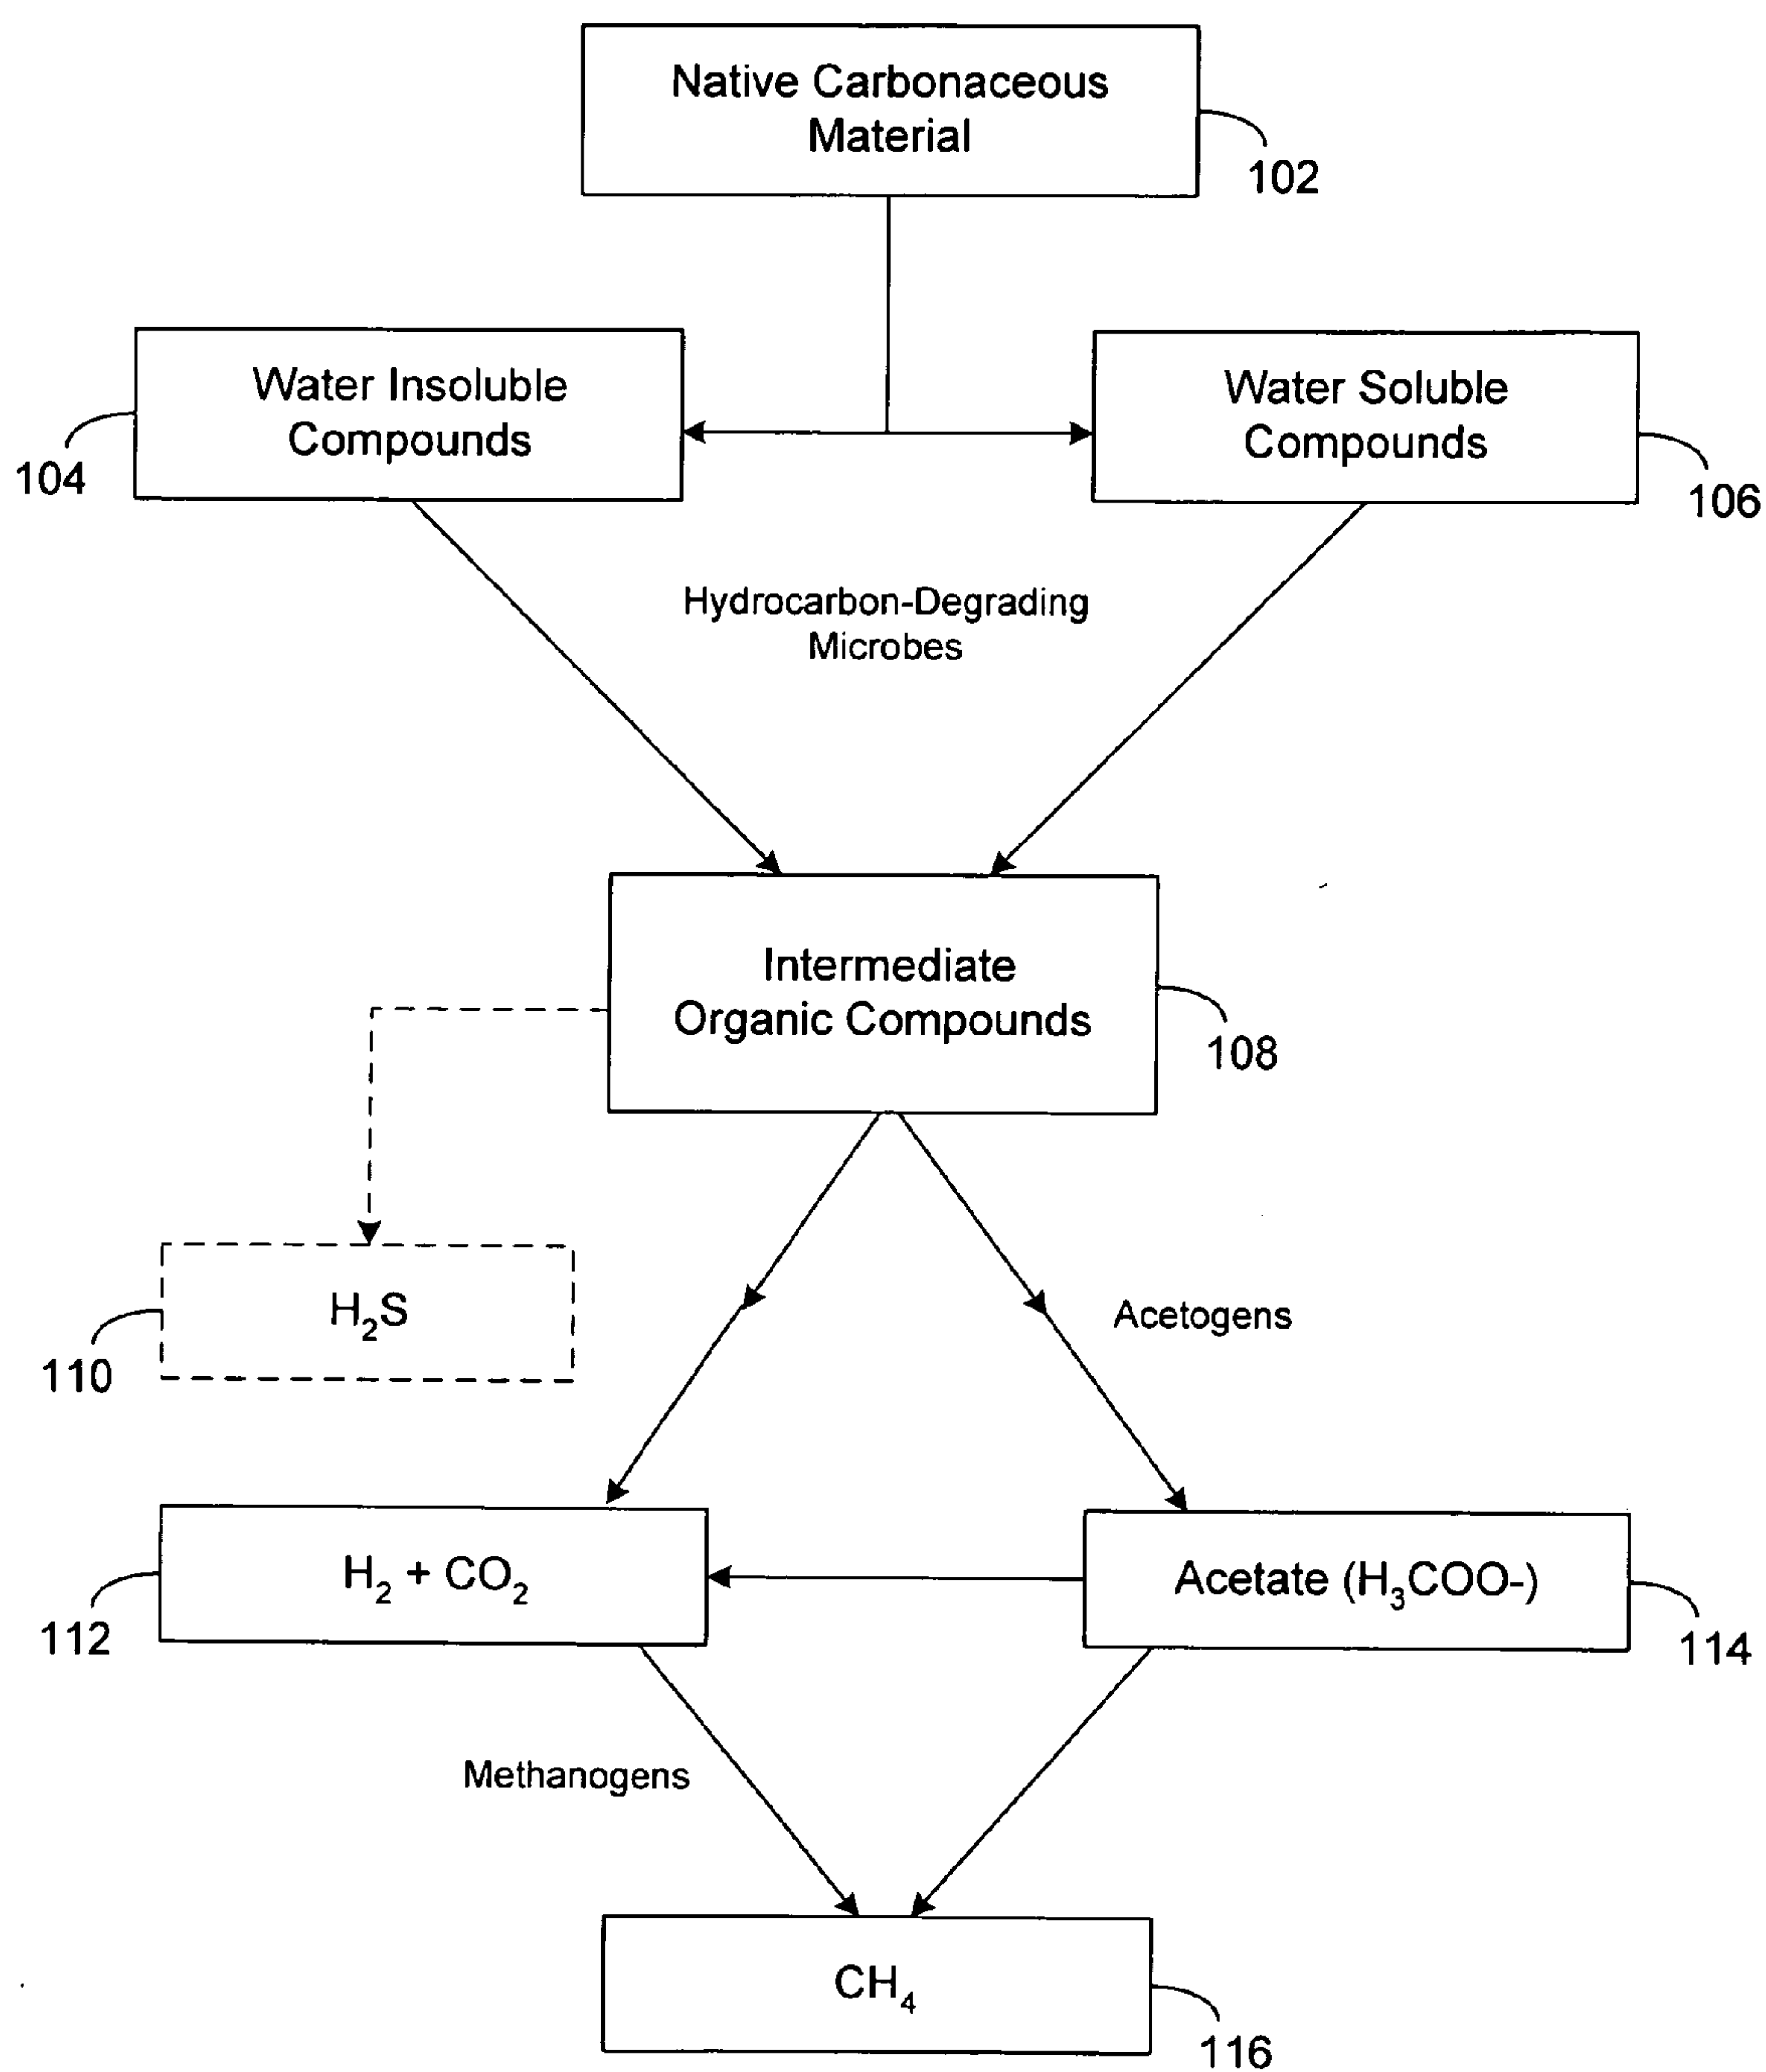 Native Carbonaceous
Material
102
Water Insoluble
Compounds
104
Water Soluble
Compounds
106
Hydrocarbon-Degrading
Microbes
Intermediate
Organic Compounds
108
H₂S
110
Acetogens
H₂ + CO₂
112
Acetate (H₃COO-)
114
Methanogens
CH₄
116